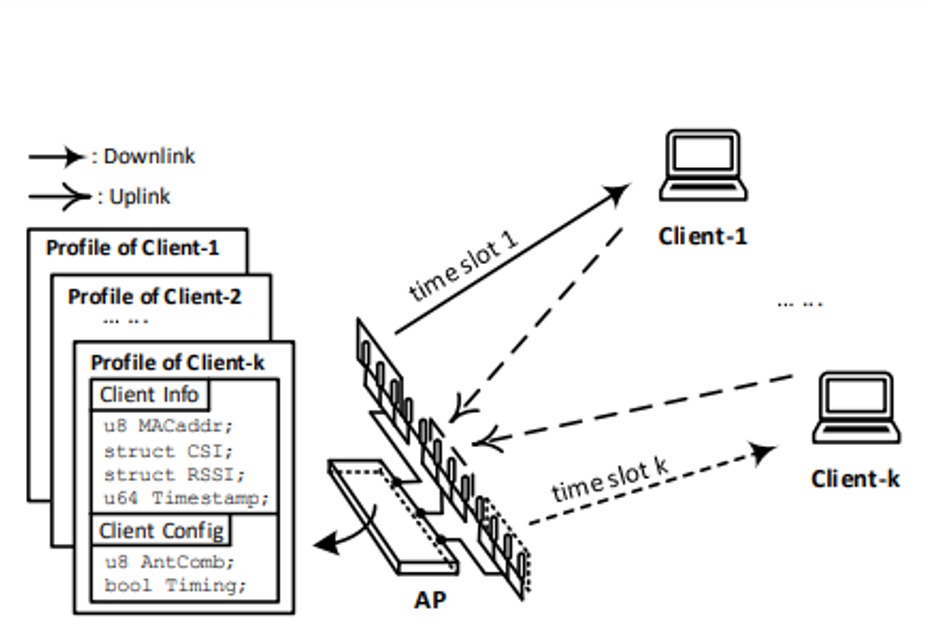 : Downlink
: Uplink
Profile of Client-1
Profile of Client-2
... ...
Profile of Client-k
Client Info
u8 MACaddr;
struct CSI;
struct RSSI;
u64 Timestamp;
Client Config
u8 AntComb;
bool Timing;
time slot 1
Client-1
... ...
time slot k
Client-k
AP